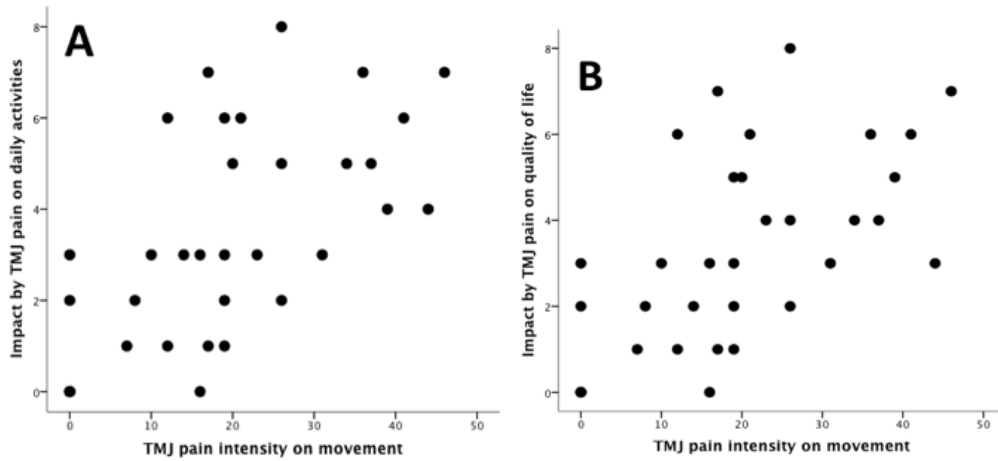 A
Impact by TMJ pain on daily activities
8
6
4
2
0
0 10 20 30 40 50
TMJ pain intensity on movement
B
Impact by TMJ pain on quality of life
8
6
4
2
0
0 10 20 30 40 50
TMJ pain intensity on movement